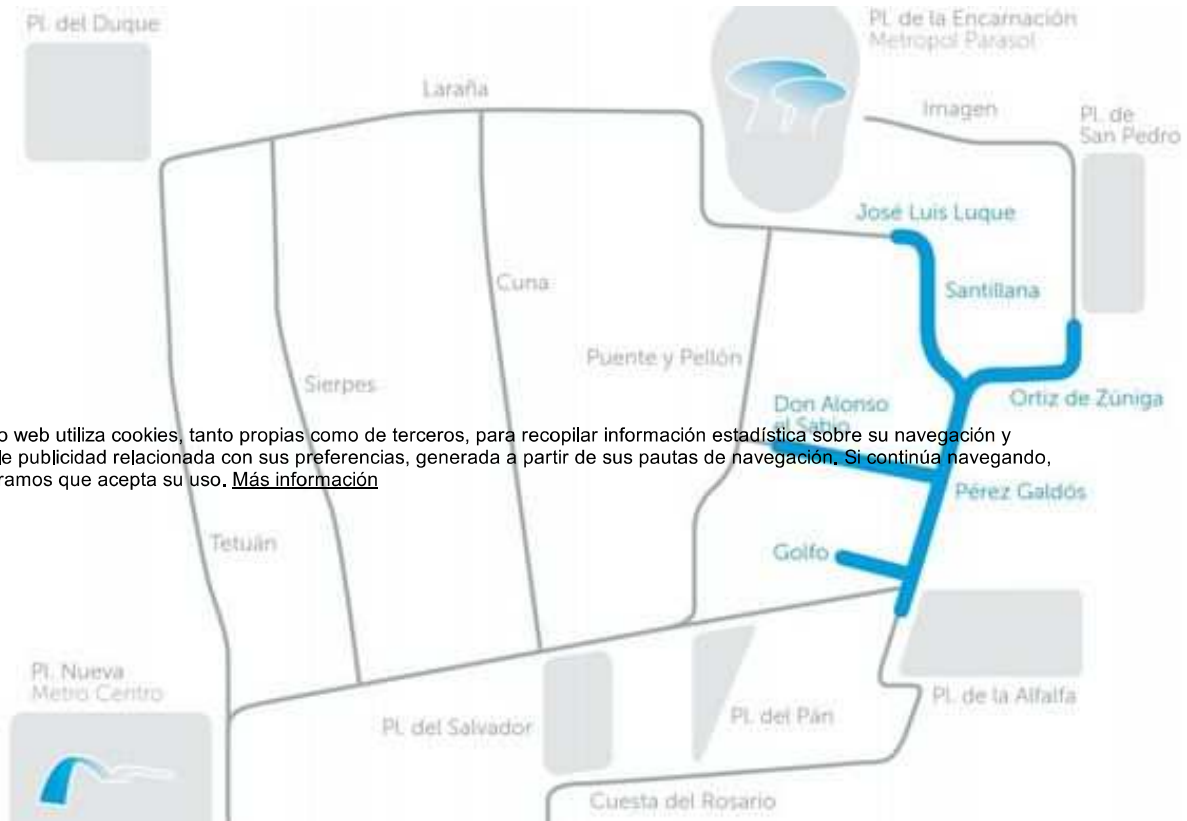 Pl. del Duque
Pl. de la Encarnación
Metropol Parasol
Laraña
Imagen
Pl. de
San Pedro
José Luis Luque
Santillana
Cuna
Puente y Pellón
Sierpes
Ortiz de Zúñiga
Don Alonso
el Sabio
o web utiliza cookies, tanto propias como de terceros, para recopilar información estadística sobre su navegación y
le publicidad relacionada con sus preferencias, generada a partir de sus pautas de navegación. Si continúa navegando,
ramos que acepta su uso. Más información
Pérez Galdós
Tetuán
Golfo
Pl. Nueva
Metro Centro
Pl. del Salvador
Pl. del Pán
Pl. de la Alfalfa
Cuesta del Rosario